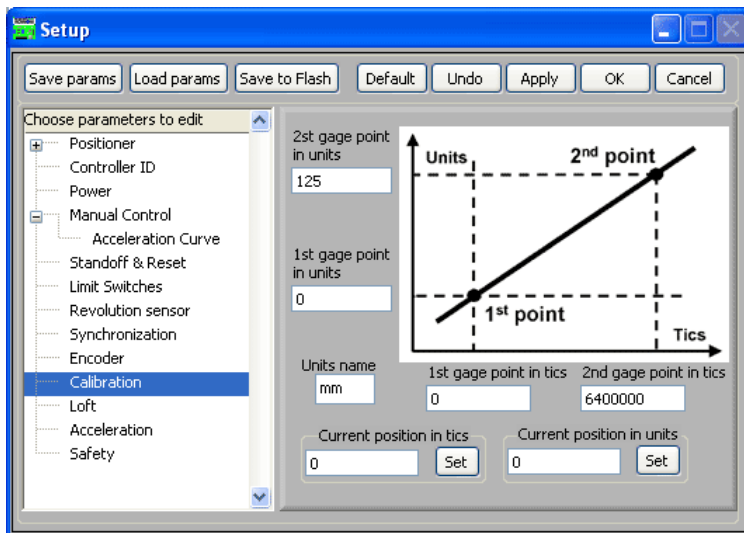 Setup
Save params Load params Save to Flash Default Undo Apply OK Cancel
Choose parameters to edit
Positioner
Controller ID
Power
Manual Control
Acceleration Curve
Standoff & Reset
Limit Switches
Revolution sensor
Synchronization
Encoder
Calibration
Loft
Acceleration
Safety
2st gage point
in units
125
1st gage point
in units
0
Units
2nd point
1st point
Tics
Units name
mm
1st gage point in tics
0
2nd gage point in tics
6400000
Current position in tics
0 Set
Current position in units
0 Set